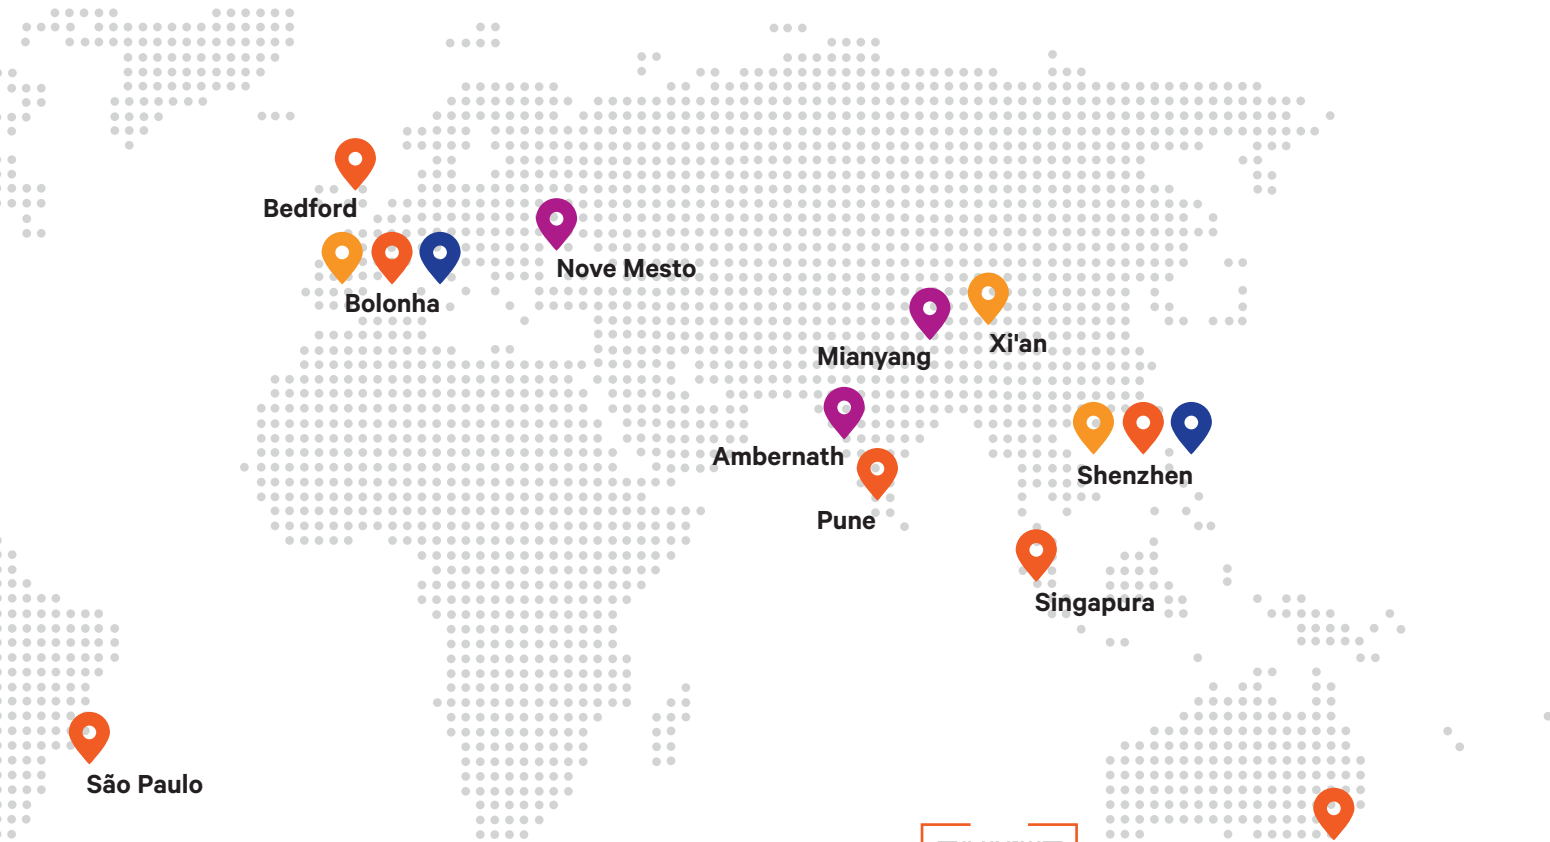 Bedford
Nove Mesto
Bolonha
Xi'an
Mianyang
Ambernath
Shenzhen
Pune
Singapura
São Paulo